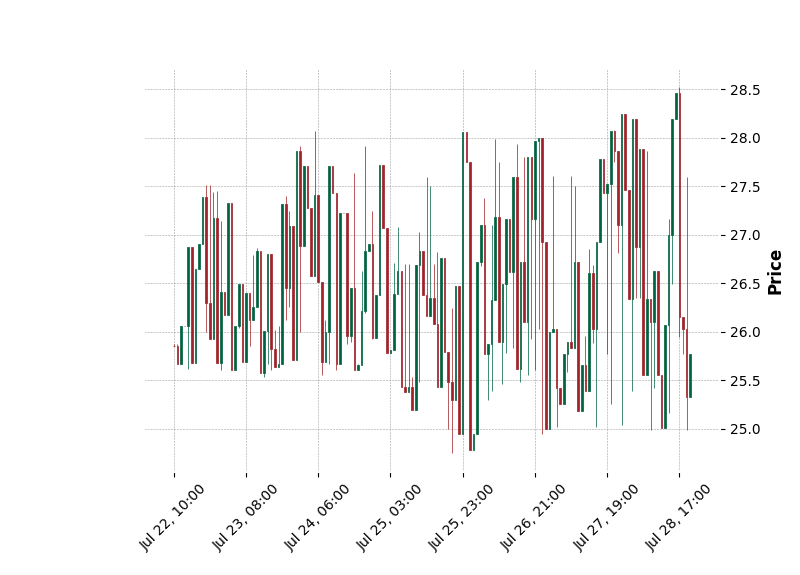 28.5
28.0
27.5
27.0
26.5
26.0
25.5
25.0
Price
Jul 22, 10:00
Jul 23, 08:00
Jul 24, 06:00
Jul 25, 03:00
Jul 25, 23:00
Jul 26, 21:00
Jul 27, 19:00
Jul 28, 17:00